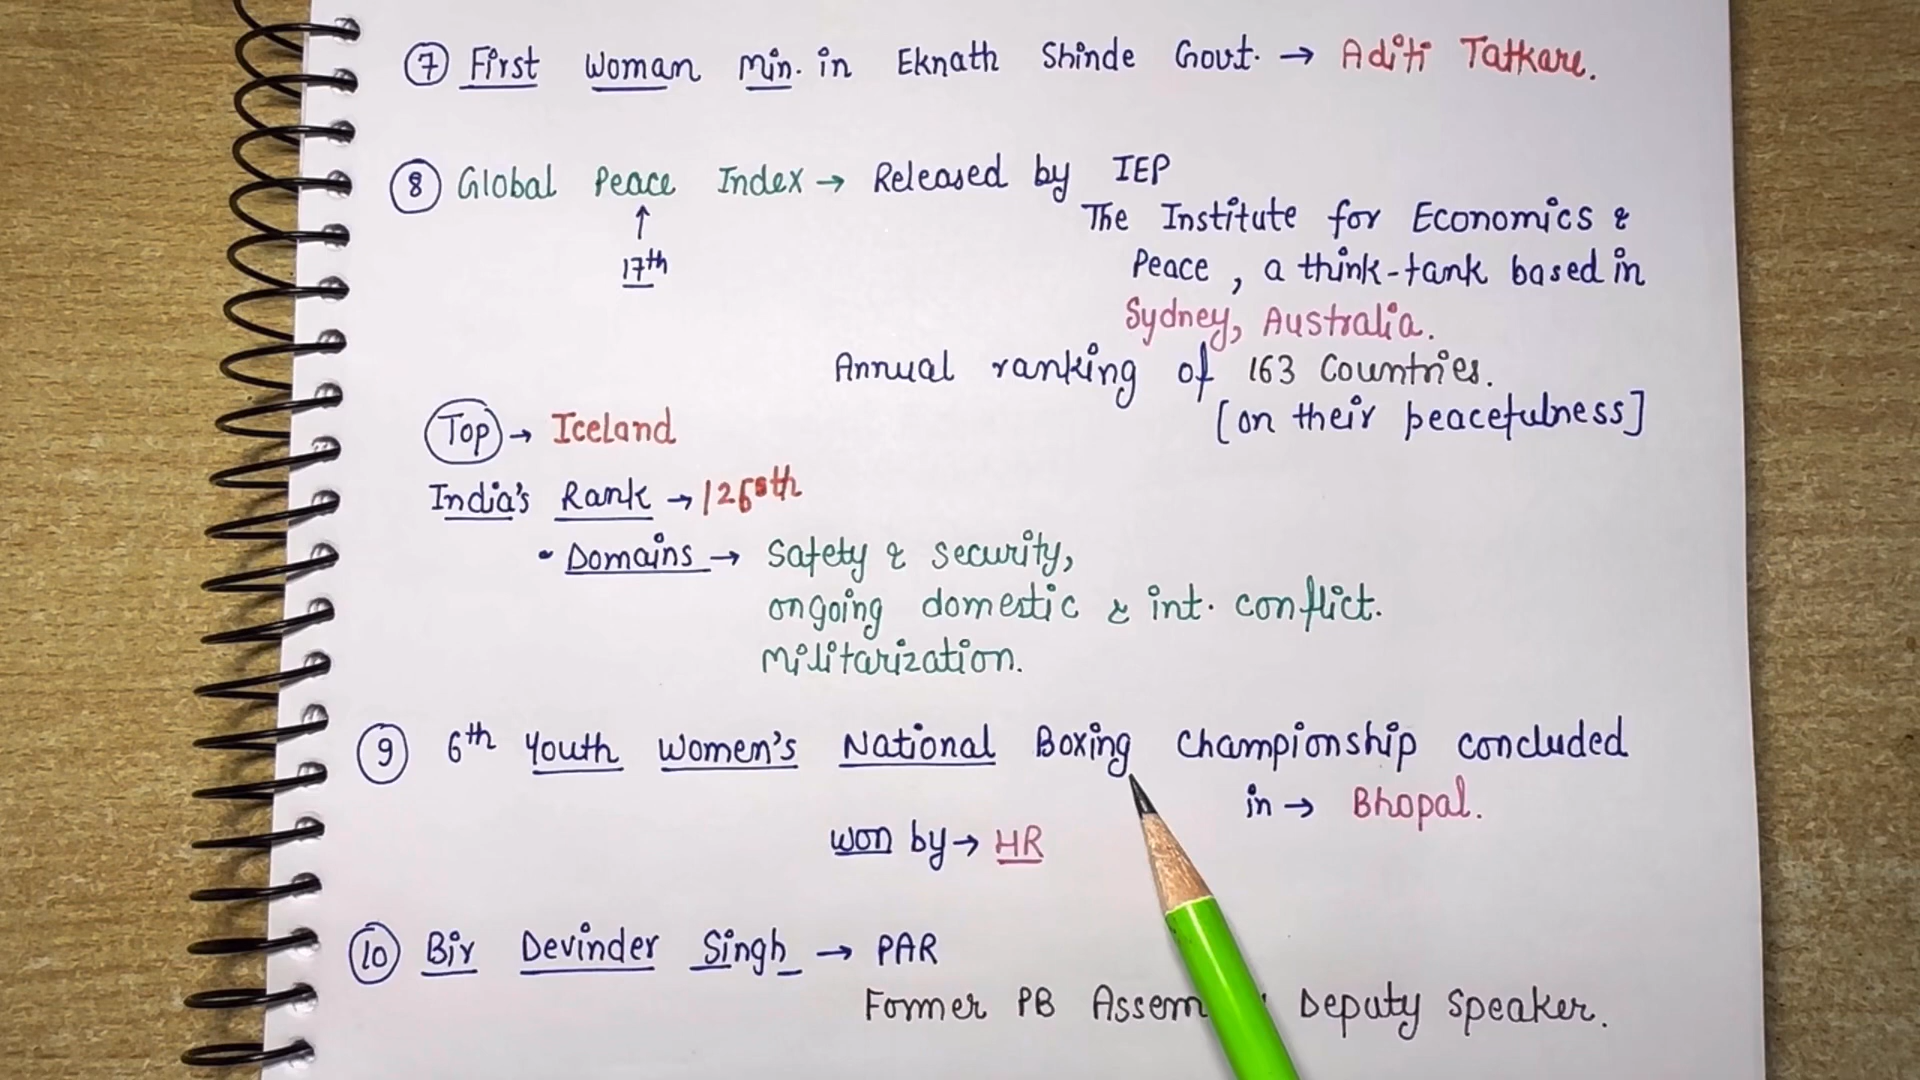 7 First Woman Min. in Eknath Shinde Govt. → Aditi Tatkare.
8 Global Peace Index → Released by IEP
↑
17th
The Institute for Economics &
Peace, a think-tank based in
Sydney, Australia.
Annual ranking of 163 Countries.
[on their peacefulness]
Top → Iceland
India's Rank → 126th
• Domains → Safety & security,
ongoing domestic & int. conflict.
Militarization.
9 6th Youth Women's National Boxing Championship concluded
in → Bhopal.
won by → HR
10 Bir Devinder Singh → PAR
Former PB Assem Deputy Speaker.